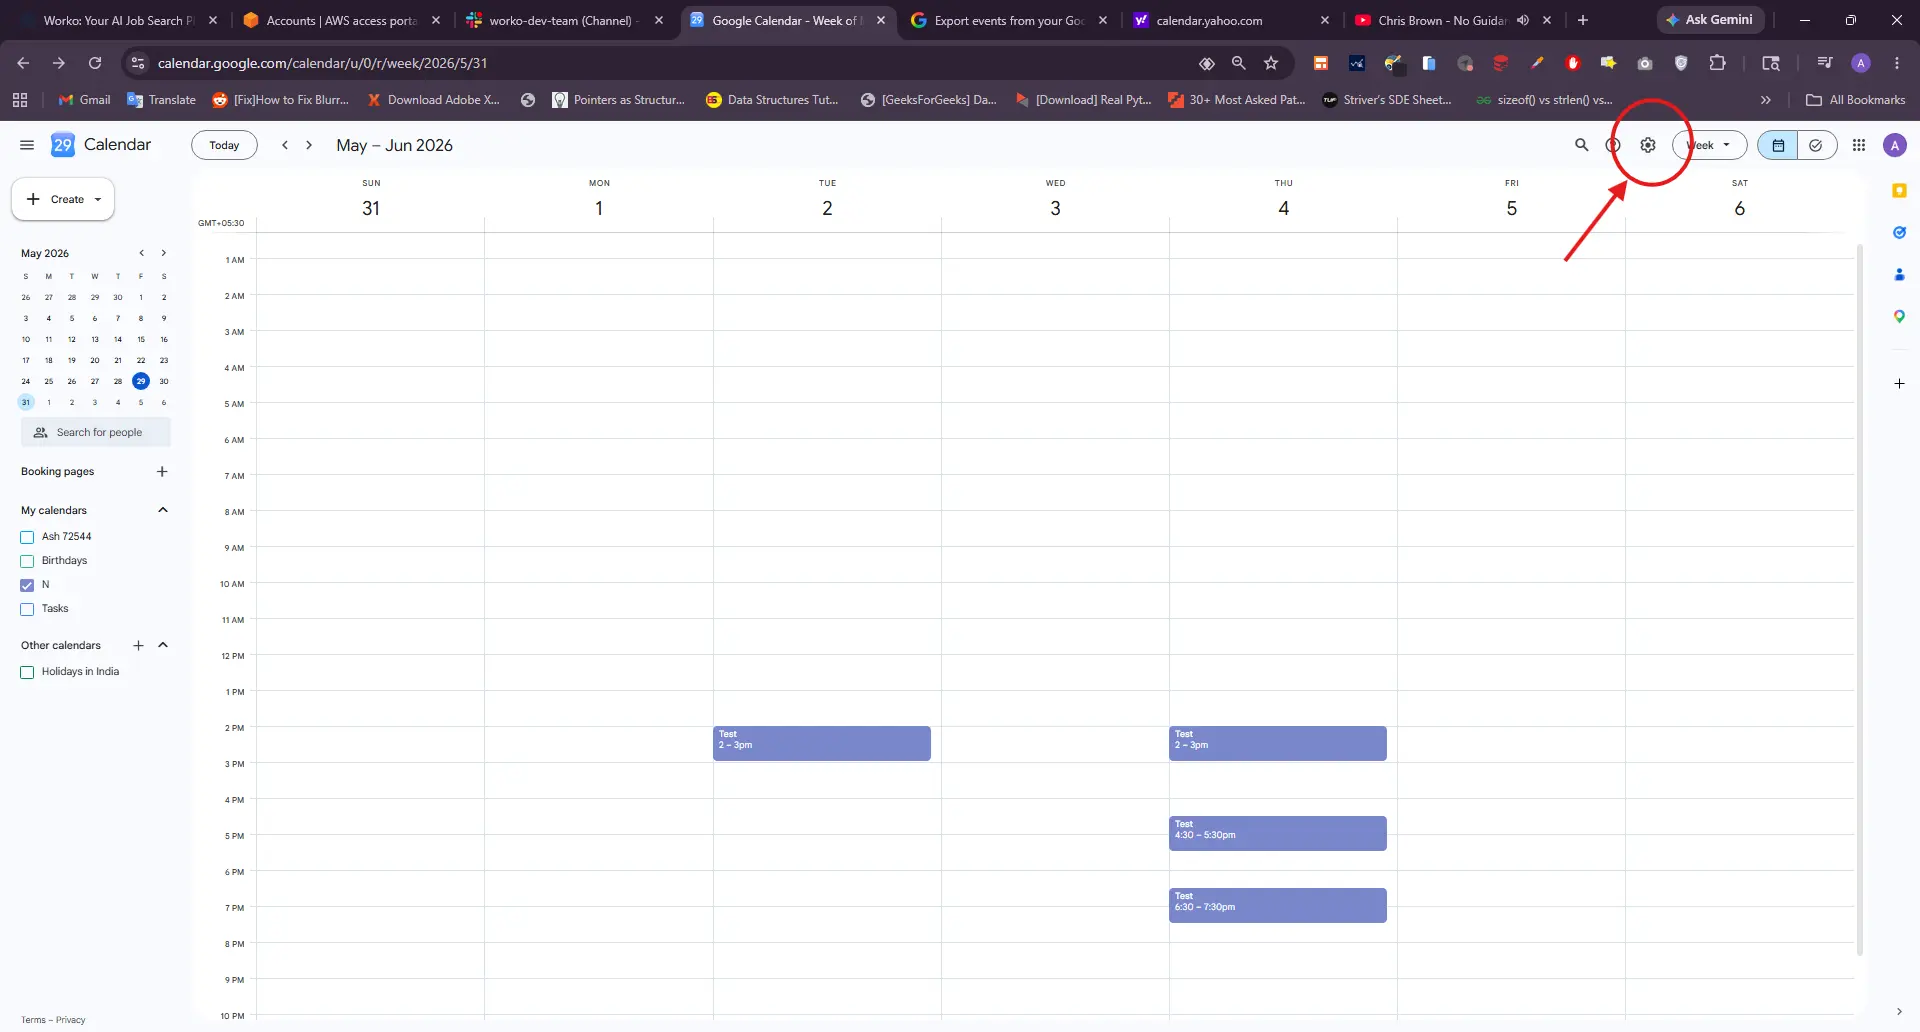 Worko: Your AI Job Search P
Accounts | AWS access porta
worko-dev-team (Channel) -
Google Calendar - Week of
Export events from your Goo
calendar.yahoo.com
Chris Brown - No Guidan
Ask Gemini
calendar.google.com/calendar/u/0/r/week/2026/5/31
A
Gmail
Translate
[Fix]How to Fix Blurr...
Download Adobe X...
Pointers as Structur...
Data Structures Tut...
[GeeksForGeeks] Da...
[Download] Real Pyt...
30+ Most Asked Pat...
Striver's SDE Sheet...
sizeof() vs strlen() vs...
All Bookmarks
29 Calendar
Today
May – Jun 2026
Week
A
Create
SUN MON TUE WED THU FRI SAT
31 1 2 3 4 5 6
GMT+05:30
May 2026
S M T W T F S
26 27 28 29 30 1 2
3 4 5 6 7 8 9
10 11 12 13 14 15 16
17 18 19 20 21 22 23
24 25 26 27 28 29 30
31 1 2 3 4 5 6
Search for people
Booking pages
My calendars
Ash 72544
Birthdays
N
Tasks
Other calendars
Holidays in India
1 AM
2 AM
3 AM
4 AM
5 AM
6 AM
7 AM
8 AM
9 AM
10 AM
11 AM
12 PM
1 PM
2 PM
3 PM
4 PM
5 PM
6 PM
7 PM
8 PM
9 PM
10 PM
Test
2 – 3pm
Test
2 – 3pm
Test
4:30 – 5:30pm
Test
6:30 – 7:30pm
Terms – Privacy